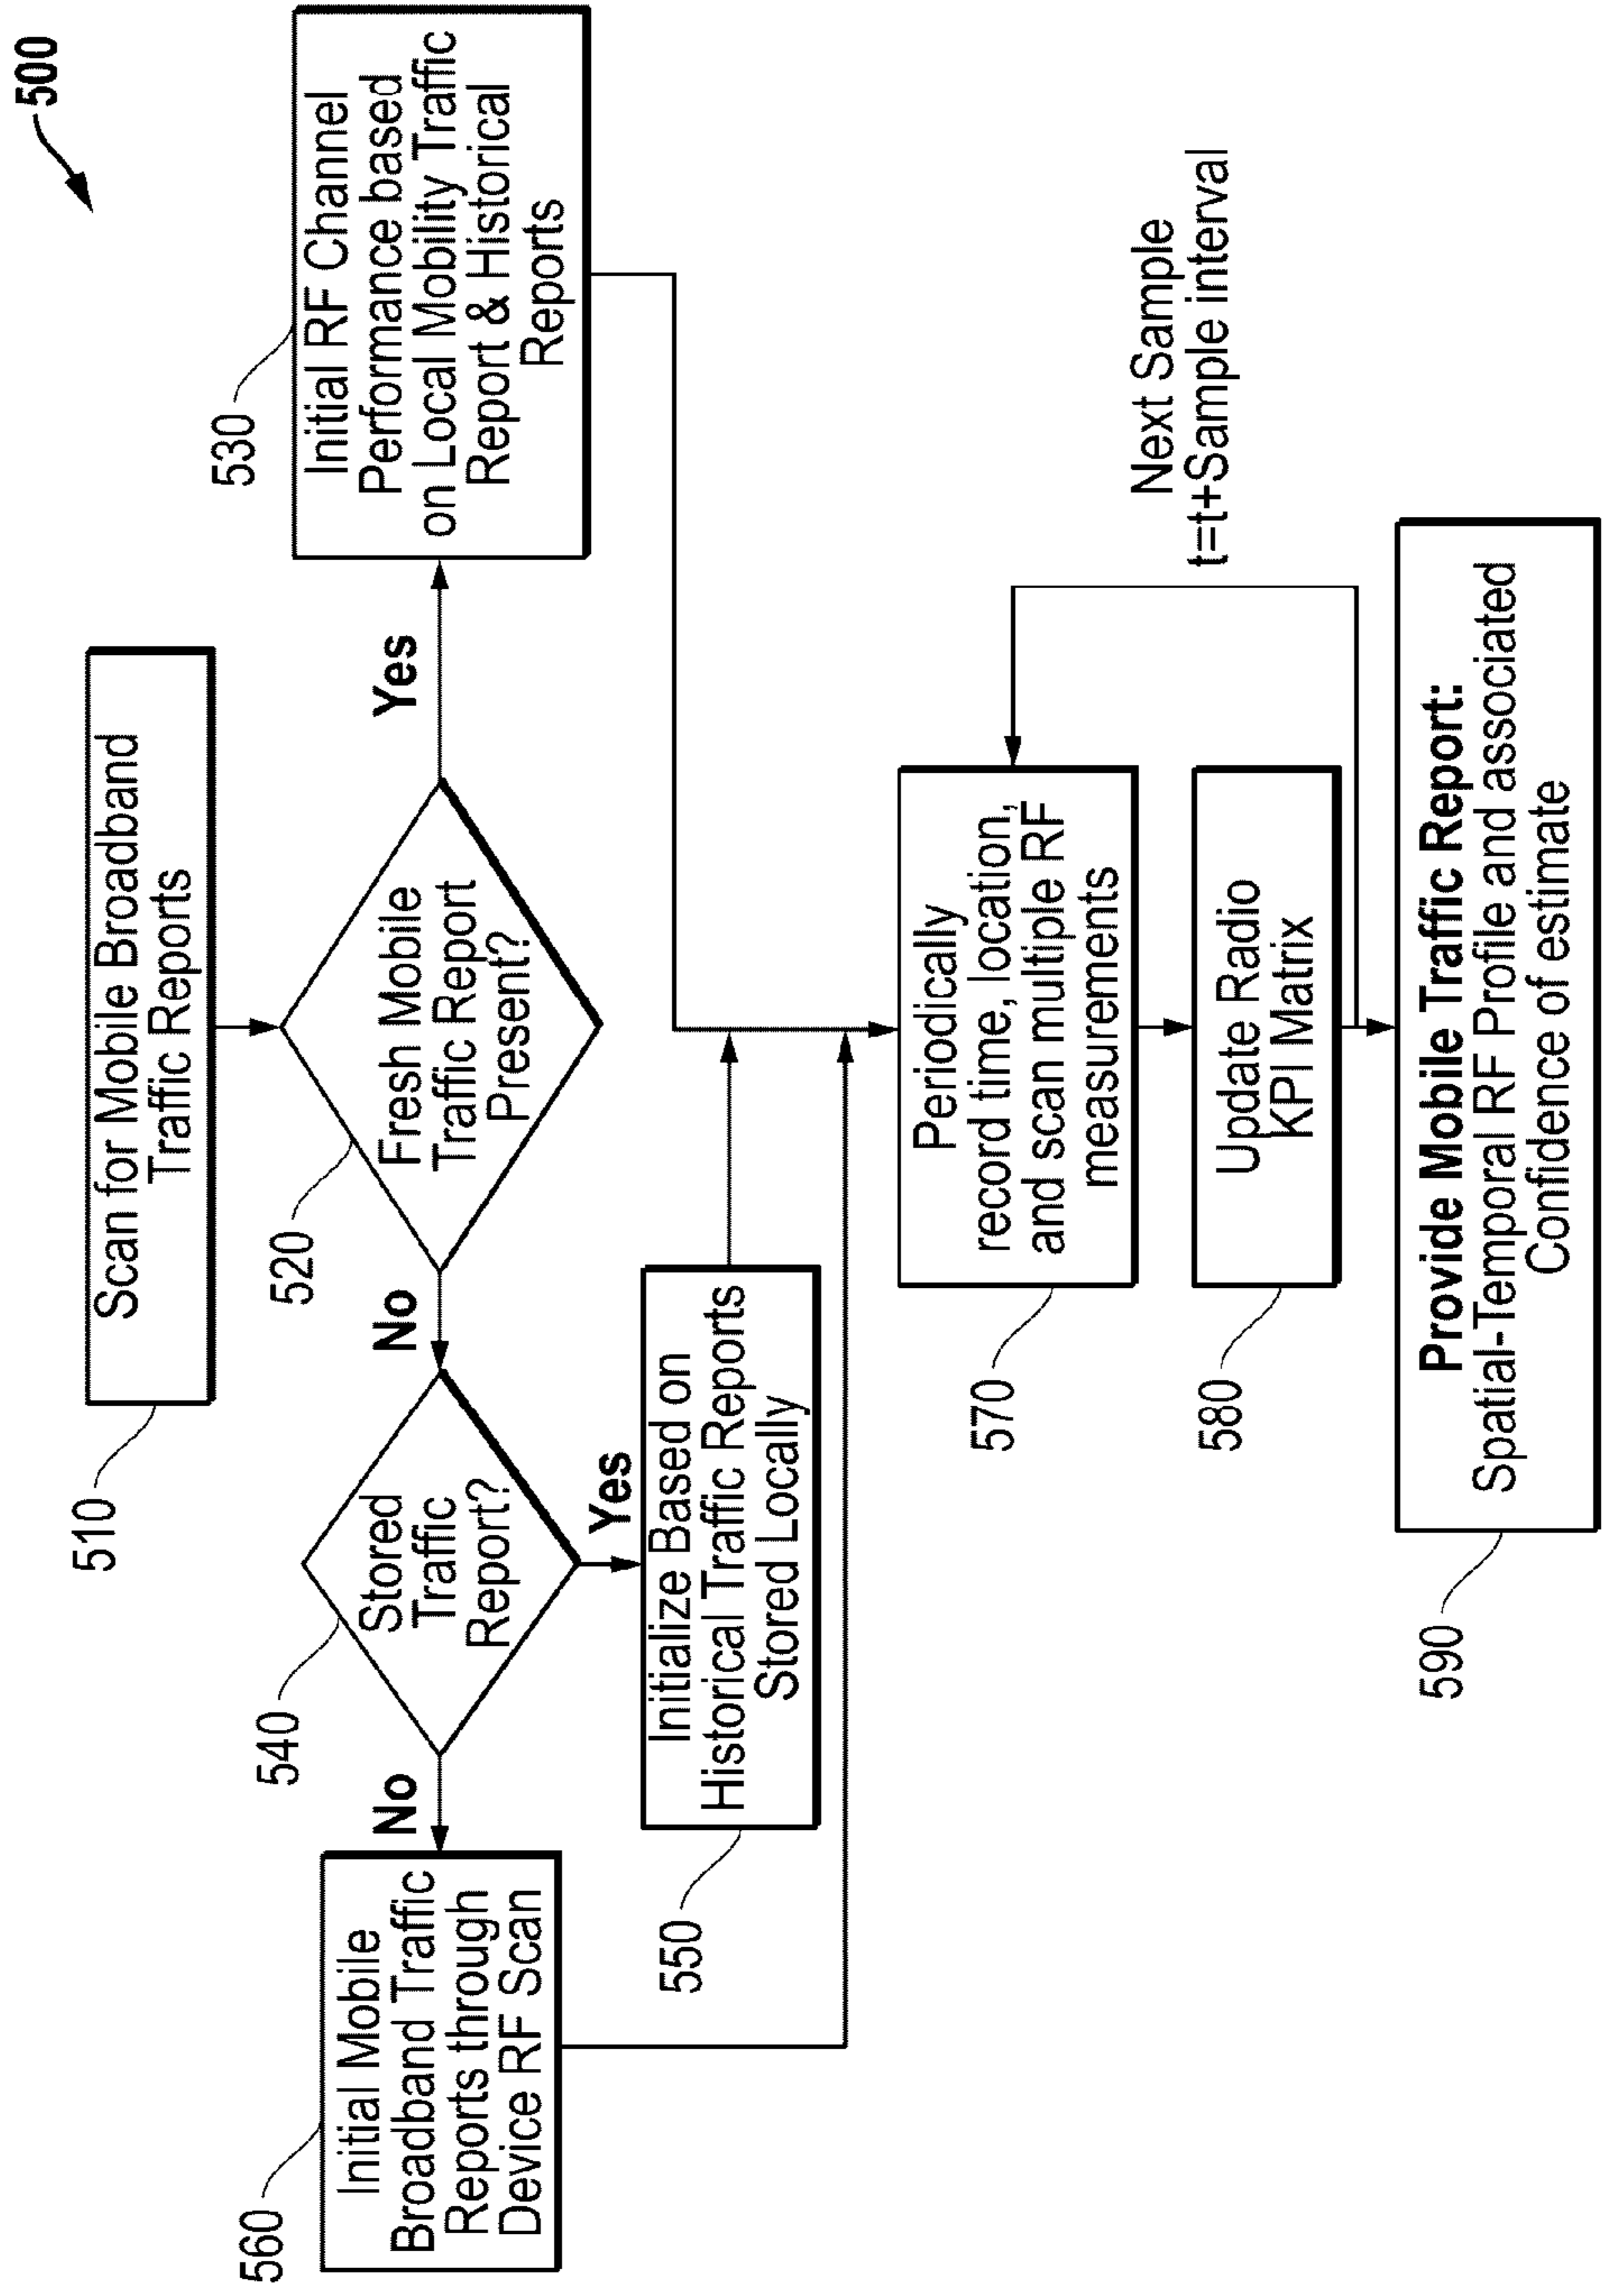 500
510
Scan for Mobile Broadband
Traffic Reports
520
Fresh Mobile
Traffic Report
Present?
Yes
530
Initial RF Channel
Performance based
on Local Mobility Traffic
Report & Historical
Reports
No
540
Stored
Traffic
Report?
No
560
Initial Mobile
Broadband Traffic
Reports through
Device RF Scan
Yes
550
Initialize Based on
Historical Traffic Reports
Stored Locally
570
Periodically
record time, location,
and scan multiple RF
measurements
Next Sample
t=t+Sample interval
580
Update Radio
KPI Matrix
590
Provide Mobile Traffic Report:
Spatial-Temporal RF Profile and associated
Confidence of estimate